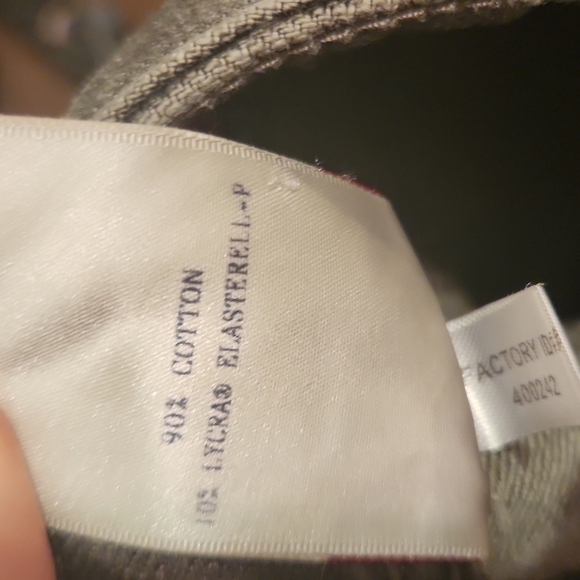 90% COTTON
10% LYCRA® ELASTERELL-P
FACTORY ID#
400242